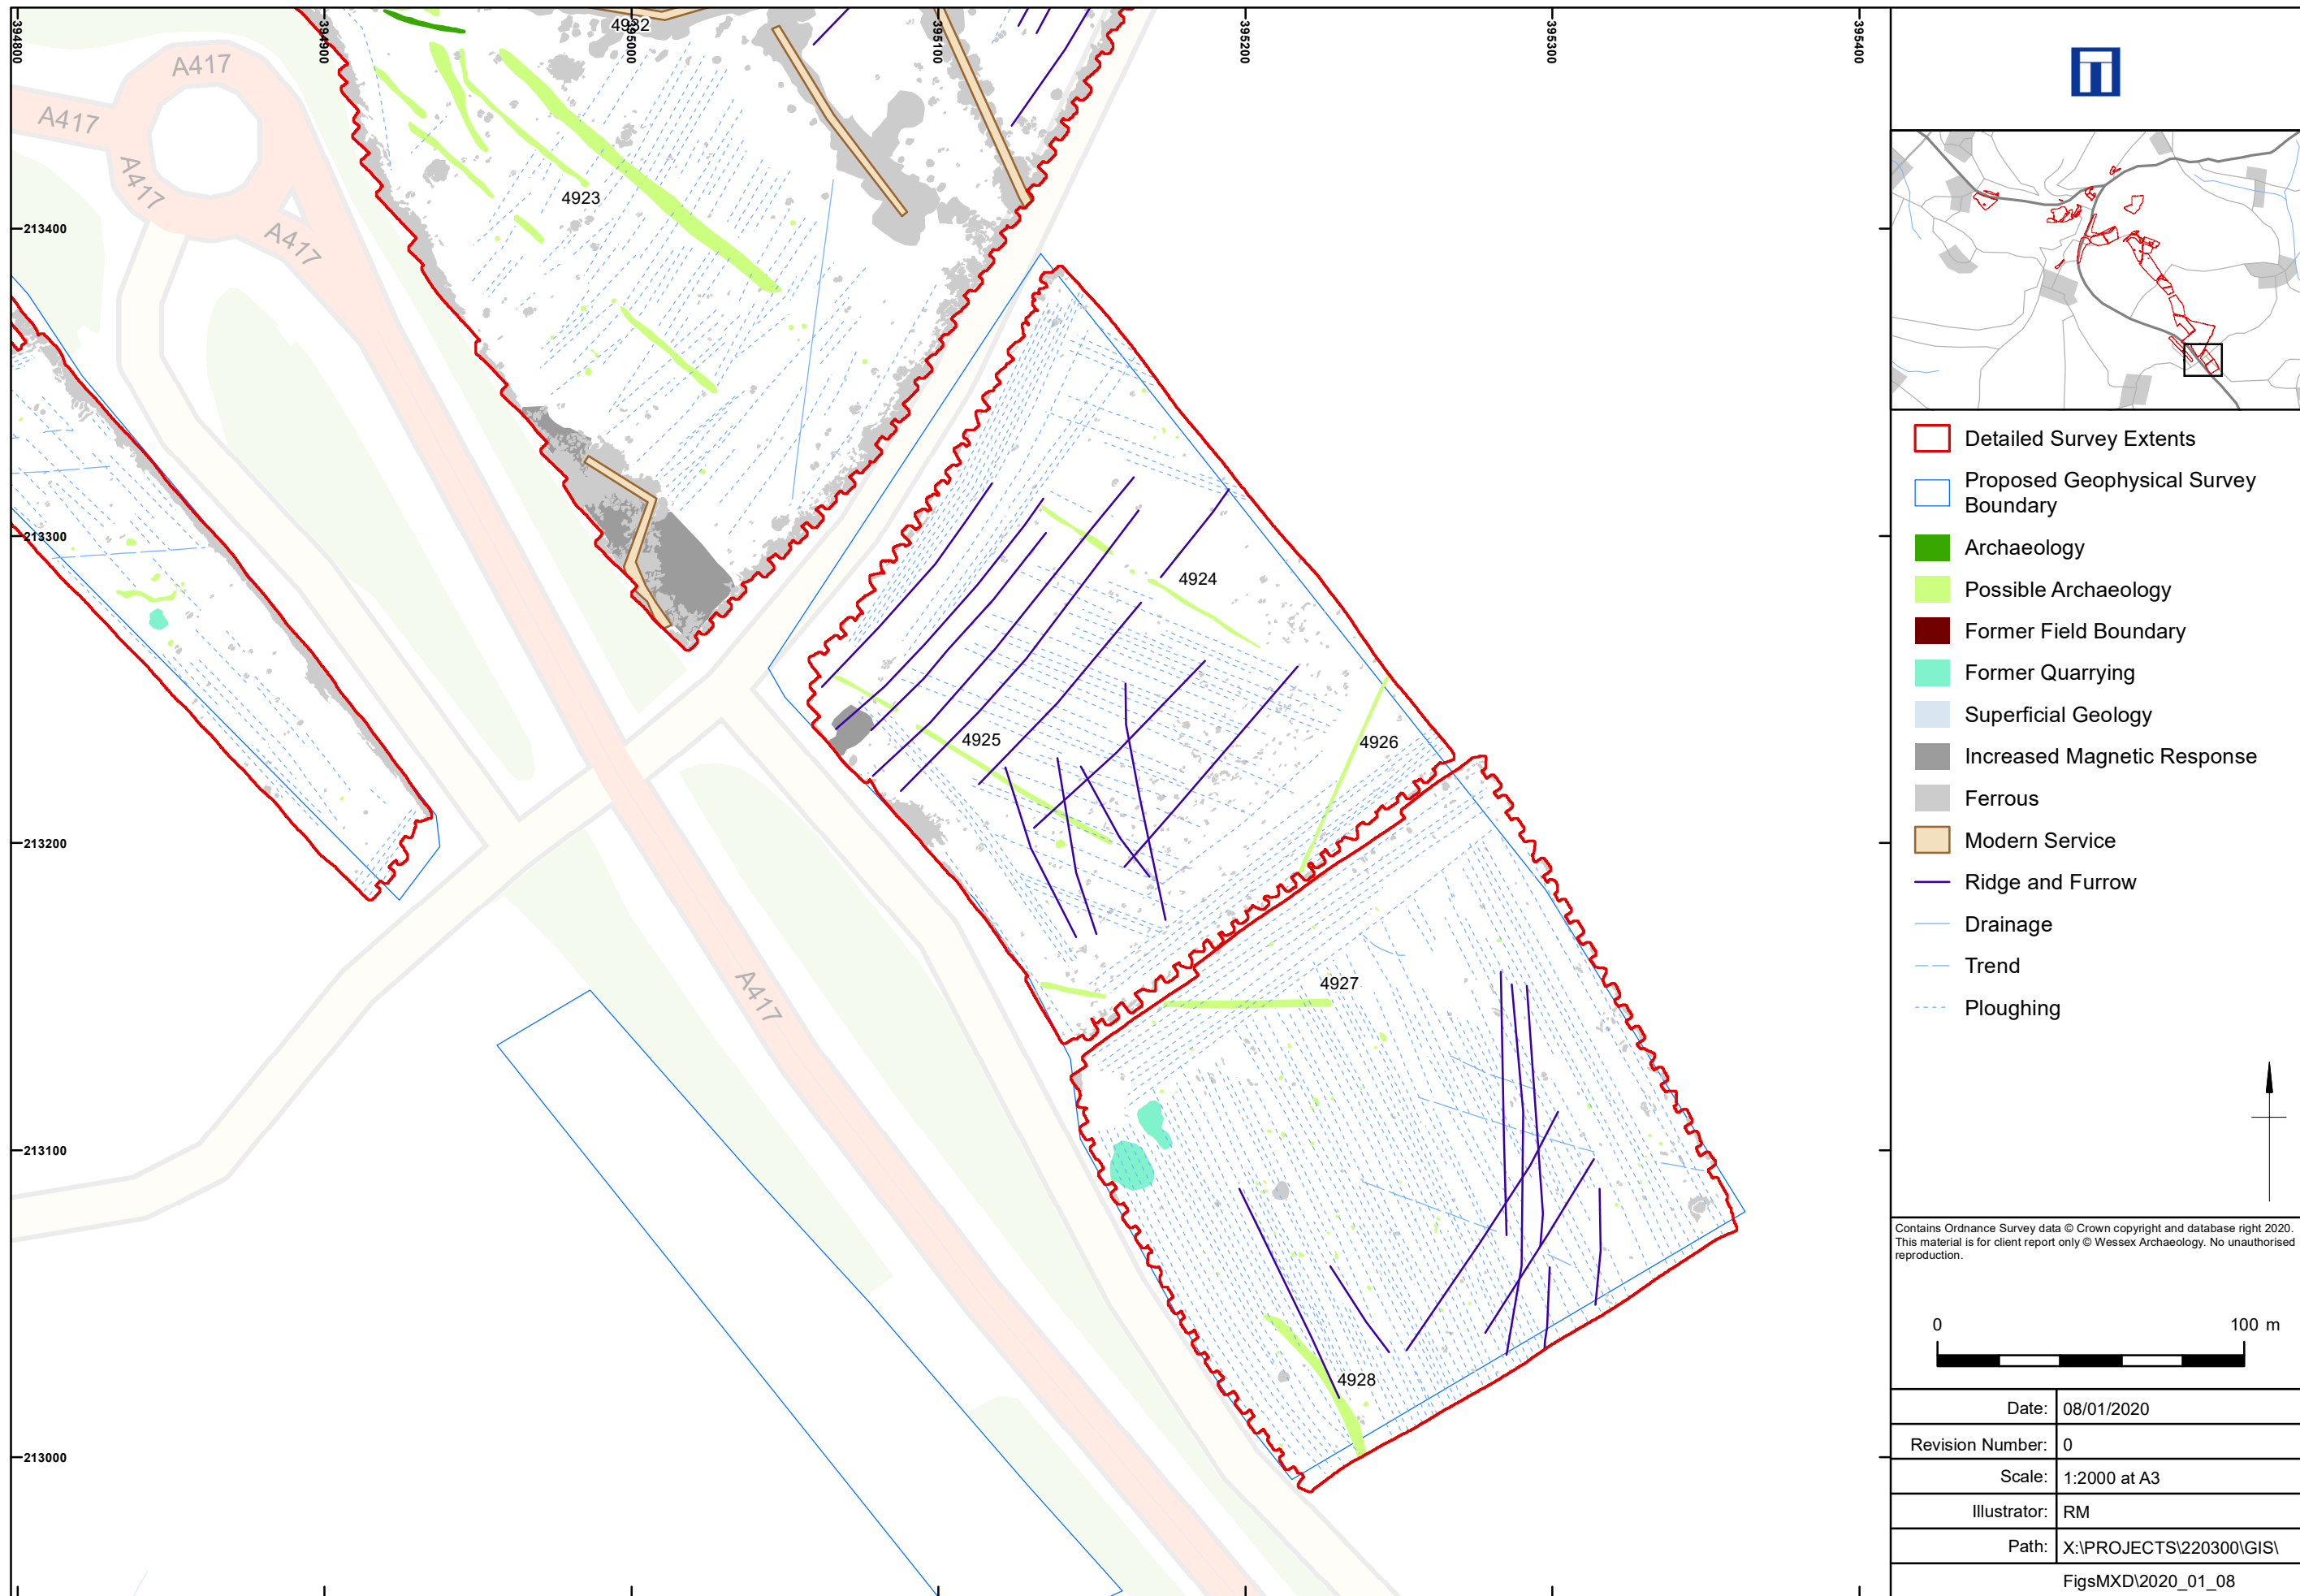 394800
394900
395000
395100
395200
395300
395400
4932
A417
A417
A417
A417
4923
213400
213300
4924
4925
4926
213200
4927
A417
213100
4928
213000
Detailed Survey Extents
Proposed Geophysical Survey
Boundary
Archaeology
Possible Archaeology
Former Field Boundary
Former Quarrying
Superficial Geology
Increased Magnetic Response
Ferrous
Modern Service
Ridge and Furrow
Drainage
Trend
Ploughing
Contains Ordnance Survey data © Crown copyright and database right 2020.
This material is for client report only © Wessex Archaeology. No unauthorised
reproduction.
0 100 m
Date: 08/01/2020
Revision Number: 0
Scale: 1:2000 at A3
Illustrator: RM
Path: X:\PROJECTS\220300\GIS\
FigsMXD\2020_01_08